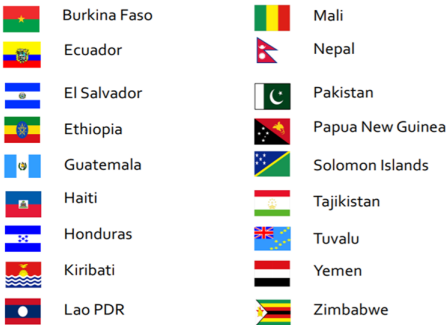 Burkina Faso
Ecuador
El Salvador
Ethiopia
Guatemala
Haiti
Honduras
Kiribati
Lao PDR
Mali
Nepal
Pakistan
Papua New Guinea
Solomon Islands
Tajikistan
Tuvalu
Yemen
Zimbabwe